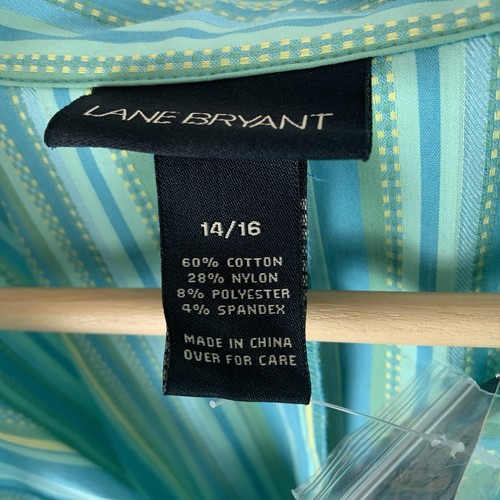 LANE BRYANT
14/16
60% COTTON
28% NYLON
8% POLYESTER
4% SPANDEX
MADE IN CHINA
OVER FOR CARE